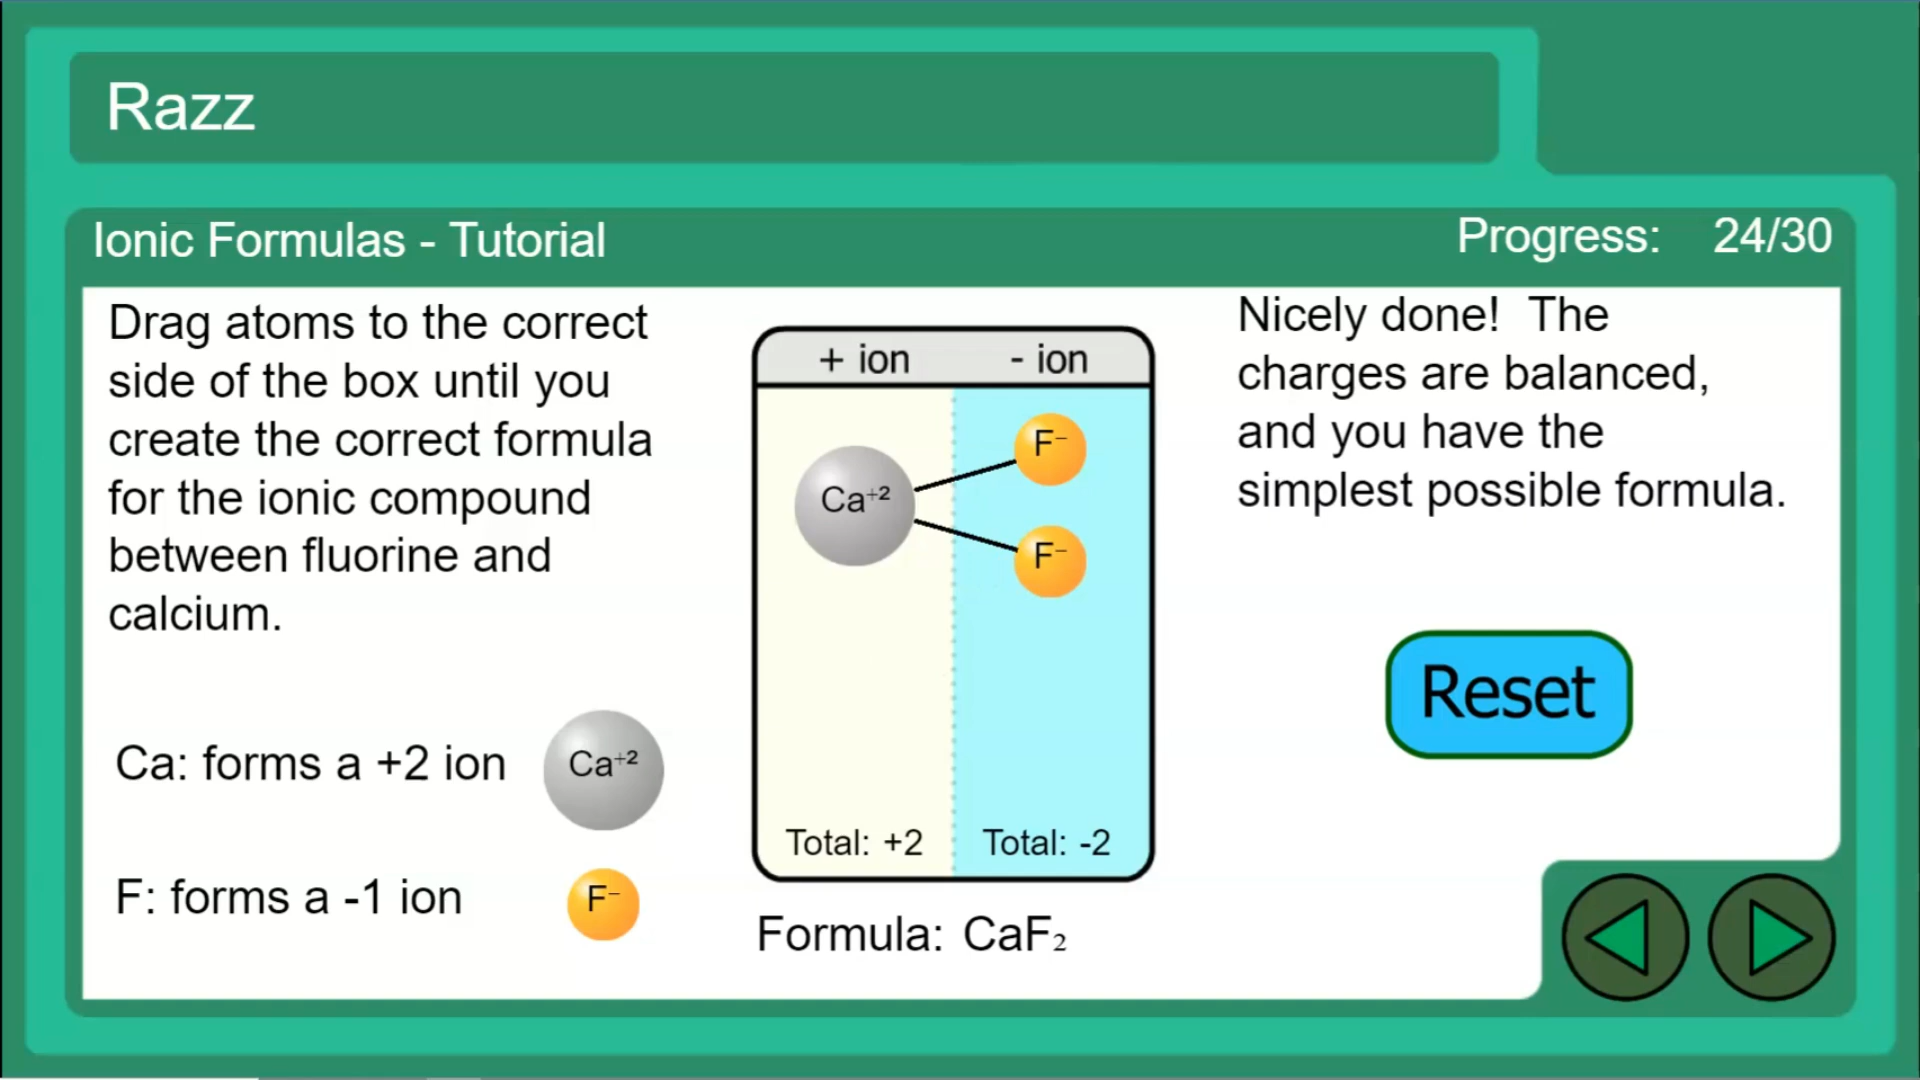 Razz
Ionic Formulas - Tutorial
Progress: 24/30
Drag atoms to the correct
side of the box until you
create the correct formula
for the ionic compound
between fluorine and
calcium.
Ca: forms a +2 ion
Ca⁺²
F: forms a -1 ion
F⁻
+ ion
- ion
Ca⁺²
F⁻
F⁻
Total: +2
Total: -2
Formula: CaF₂
Nicely done! The
charges are balanced,
and you have the
simplest possible formula.
Reset